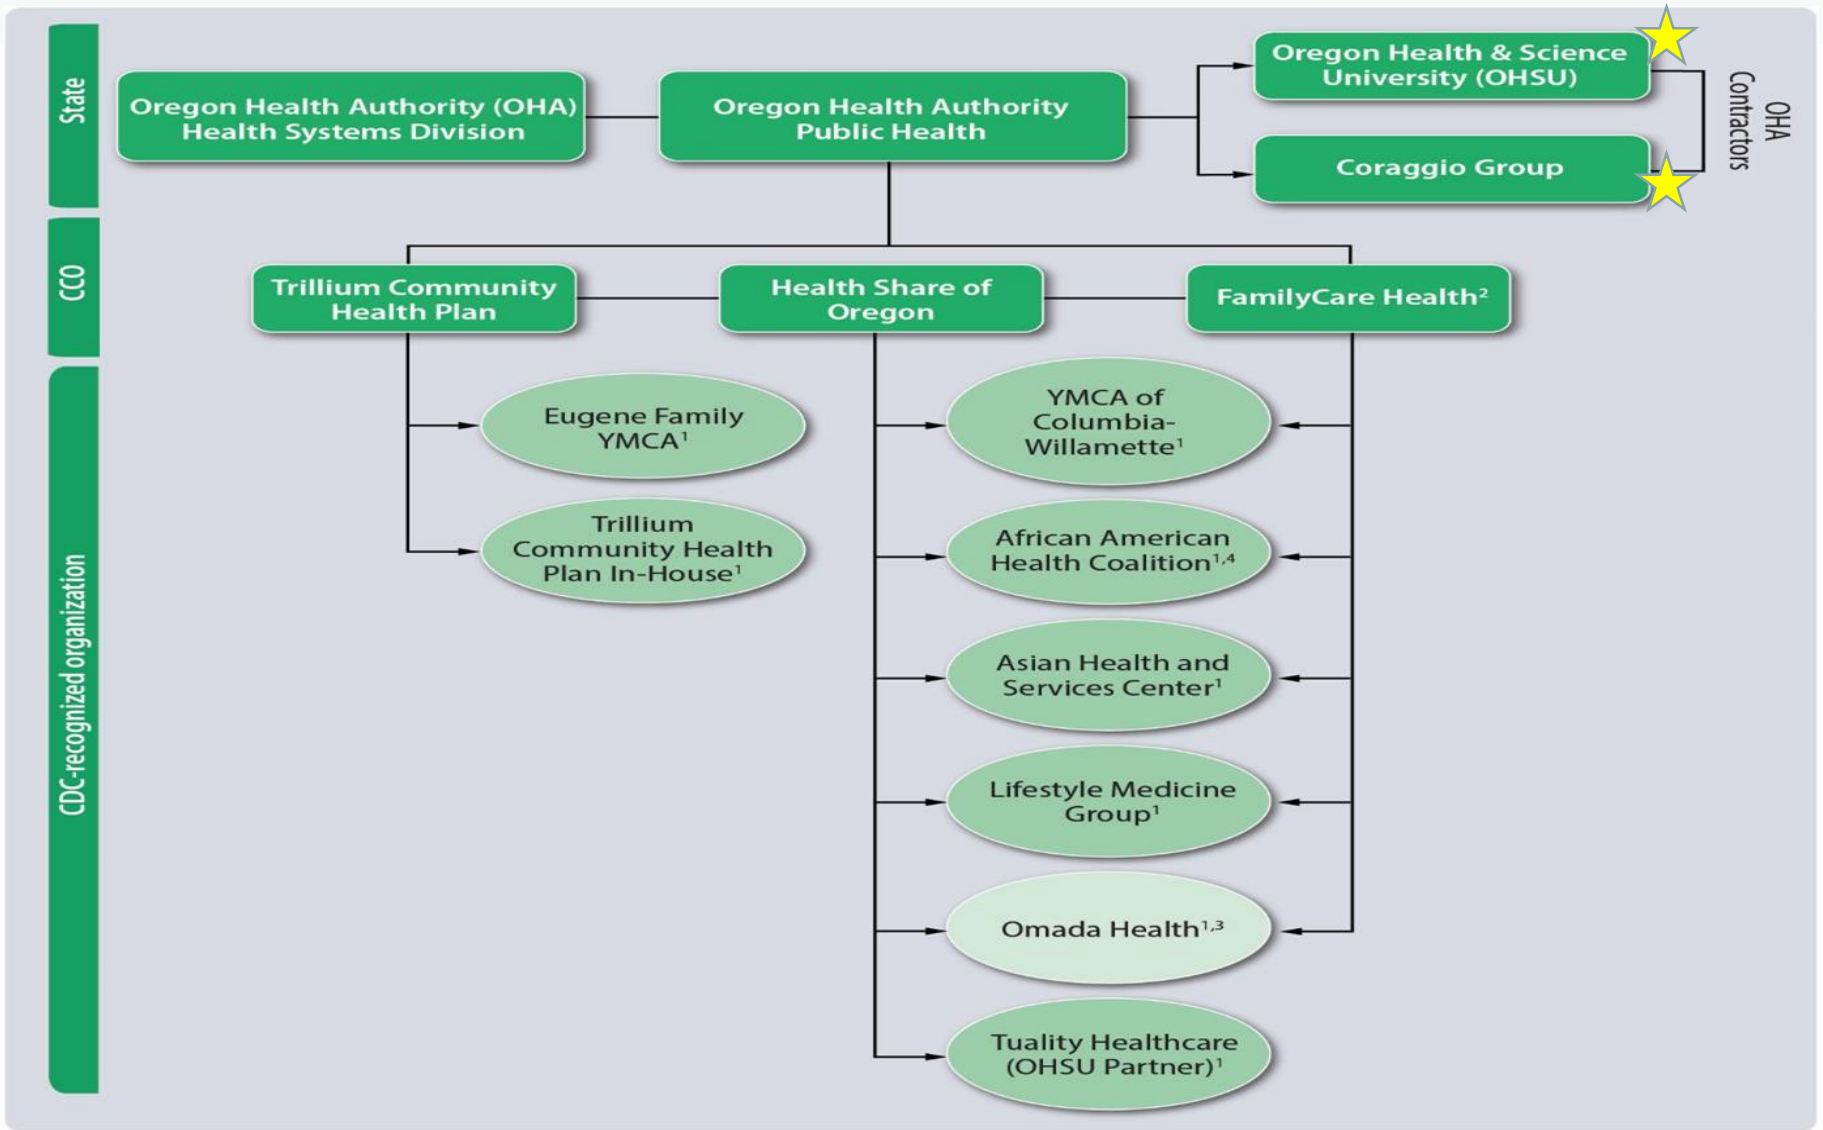 State
Oregon Health Authority (OHA)
Health Systems Division
Oregon Health Authority
Public Health
Oregon Health & Science
University (OHSU)
Coraggio Group
OHA
Contractors
CCO
Trillium Community
Health Plan
Health Share of
Oregon
FamilyCare Health²
CDC-recognized organization
Eugene Family
YMCA¹
Trillium
Community Health
Plan In-House¹
YMCA of
Columbia-
Willamette¹
African American
Health Coalition¹,⁴
Asian Health and
Services Center¹
Lifestyle Medicine
Group¹
Omada Health¹,³
Tuality Healthcare
(OHSU Partner)¹